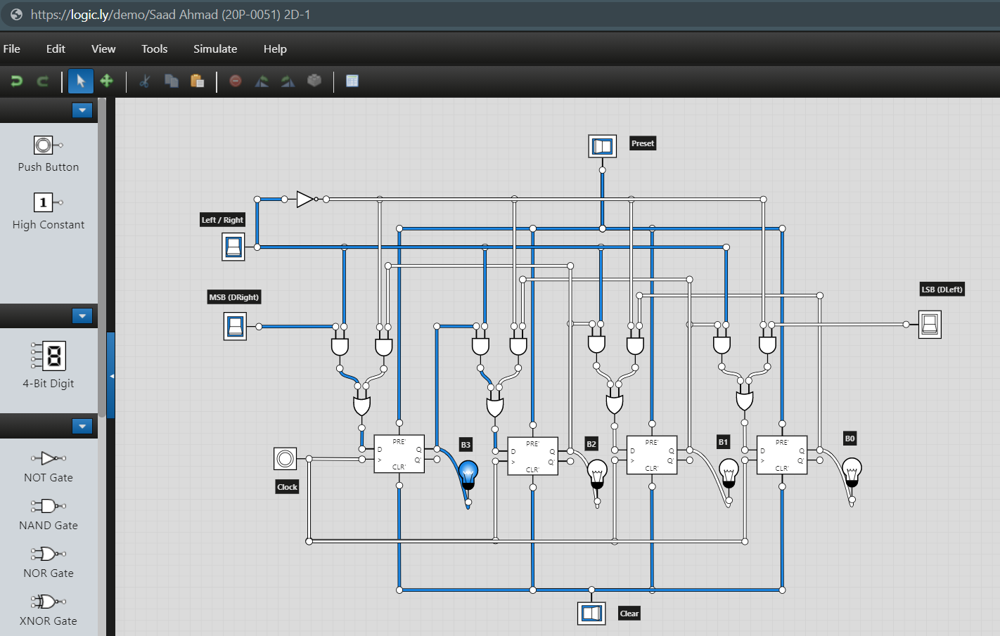 https://logic.ly/demo/Saad Ahmad (20P-0051) 2D-1
File Edit View Tools Simulate Help
Push Button
1
High Constant
8
4-Bit Digit
NOT Gate
NAND Gate
NOR Gate
XNOR Gate
Preset
Left / Right
MSB (DRight)
LSB (DLeft)
Clock
PRE'
D Q
> Q'
CLR'
B3
PRE'
D Q
> Q'
CLR'
B2
PRE'
D Q
> Q'
CLR'
B1
PRE'
D Q
> Q'
CLR'
B0
Clear